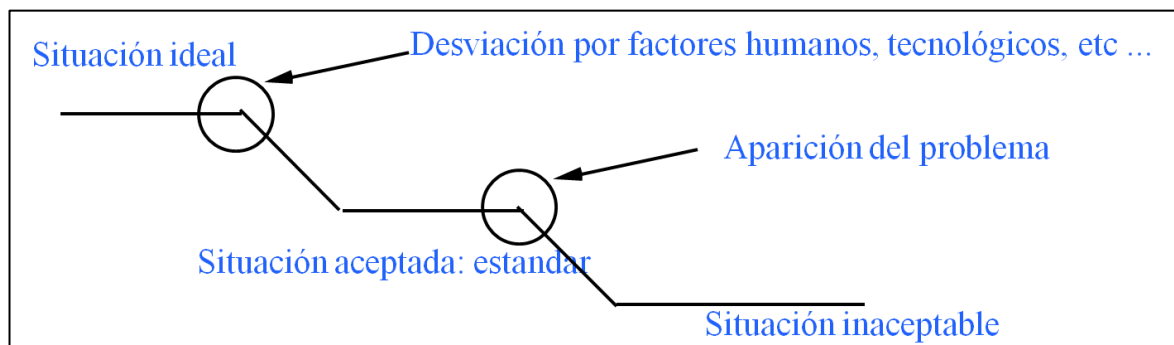 Desviación por factores humanos, tecnológicos, etc ...
Situación ideal
Aparición del problema
Situación aceptada: estandar
Situación inaceptable